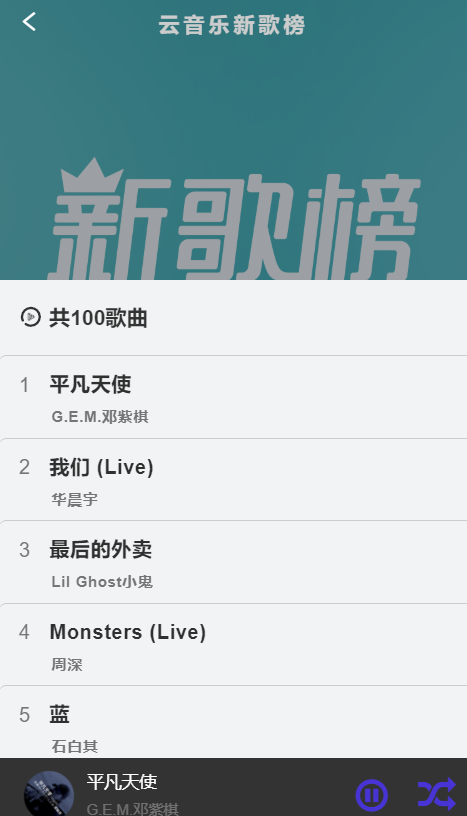 云音乐新歌榜
新歌榜
共100歌曲
1 平凡天使
G.E.M.邓紫棋
2 我们 (Live)
华晨宇
3 最后的外卖
Lil Ghost小鬼
4 Monsters (Live)
周深
5 蓝
石白其
平凡天使
G.E.M.邓紫棋